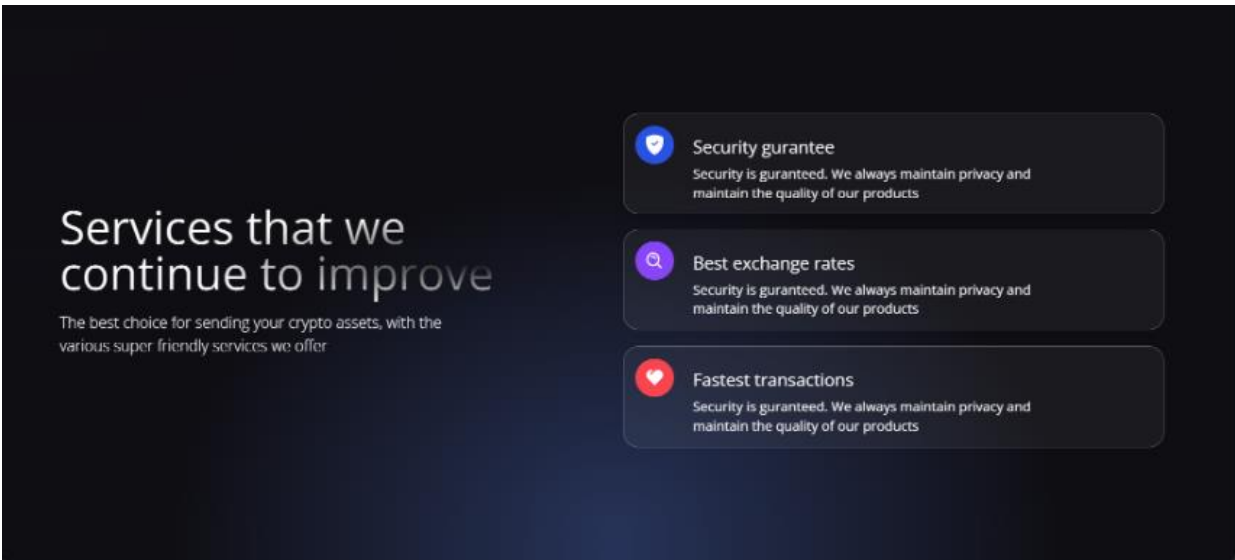 Services that we
continue to improve
The best choice for sending your crypto assets, with the
various super friendly services we offer
Security gurantee
Security is guranteed. We always maintain privacy and
maintain the quality of our products
Best exchange rates
Security is guranteed. We always maintain privacy and
maintain the quality of our products
Fastest transactions
Security is guranteed. We always maintain privacy and
maintain the quality of our products